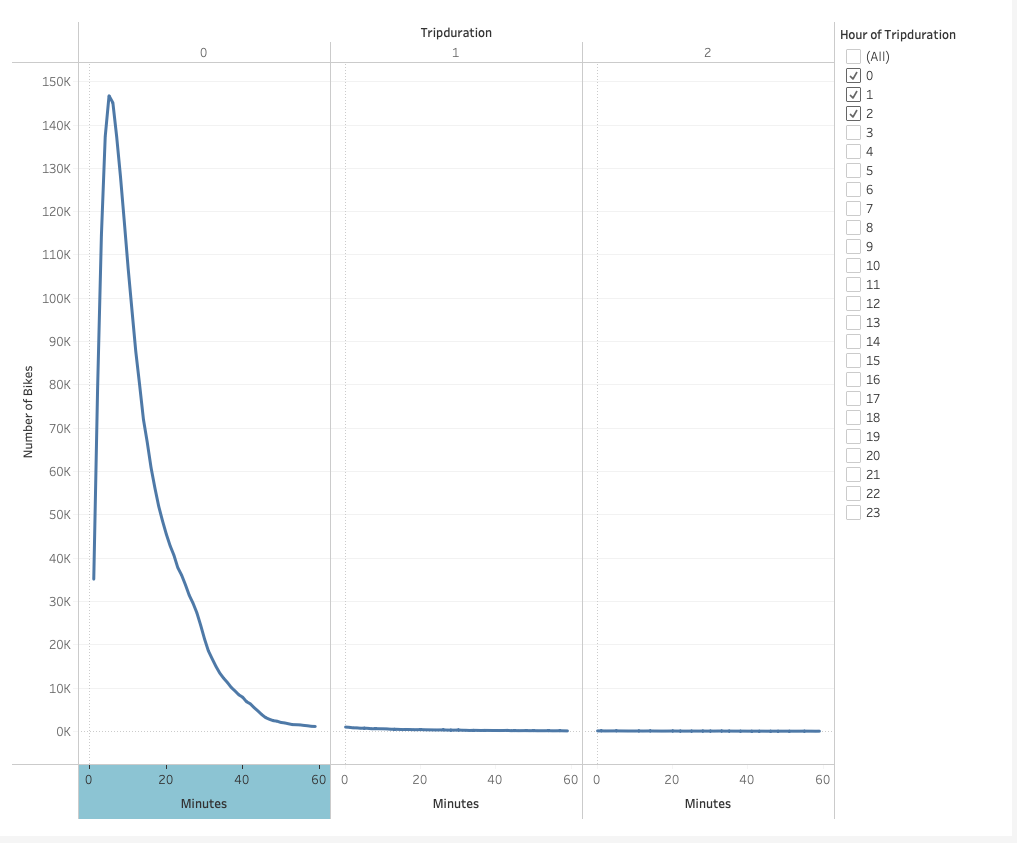 Tripduration
0 1 2
150K
140K
130K
120K
110K
100K
90K
80K
70K
60K
50K
40K
30K
20K
10K
0K
Number of Bikes
0 20 40 60 0 20 40 60 0 20 40 60
Minutes Minutes Minutes
Hour of Tripduration
(All)
0
1
2
3
4
5
6
7
8
9
10
11
12
13
14
15
16
17
18
19
20
21
22
23